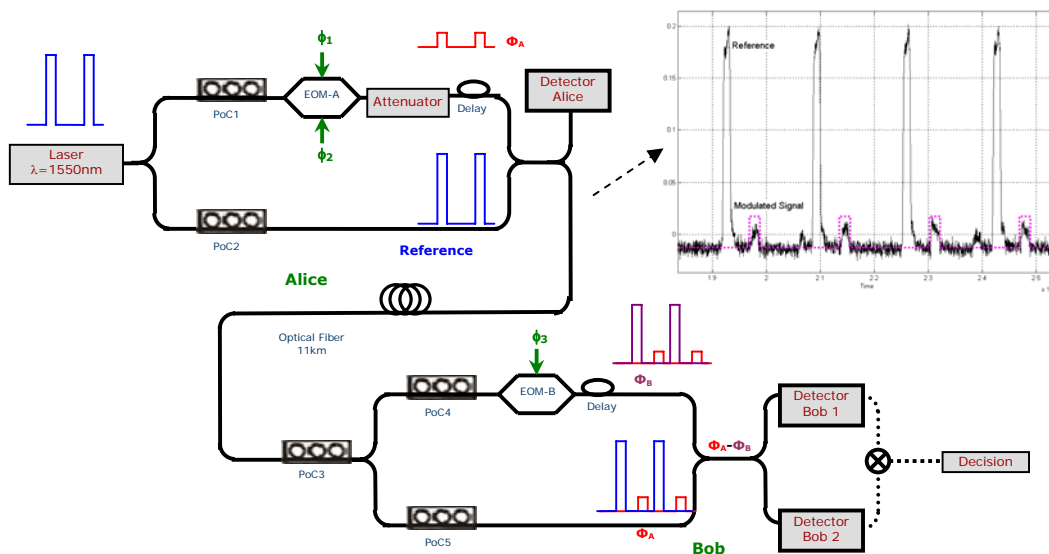 ϕ1
ΦA
PoC1
EOM-A
Attenuator
Delay
Detector
Alice
Laser
λ=1550nm
ϕ2
PoC2
Reference
Alice
0.2
Reference
0.15
0.1
0.05
Modulated Signal
0
1.9
2
2.1
2.2
2.3
2.4
2.5
Time
Optical Fiber
11km
ϕ3
ΦB
PoC4
EOM-B
Delay
PoC3
ΦA-ΦB
Detector
Bob 1
Decision
PoC5
ΦA
Bob
Detector
Bob 2